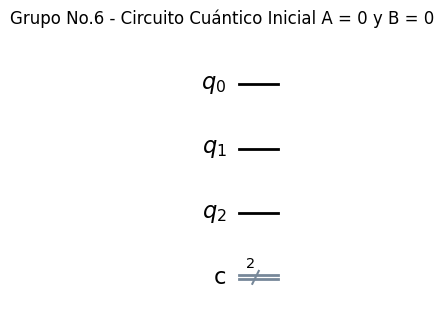 Grupo No.6 - Circuito Cuántico Inicial A = 0 y B = 0
q₀
q₁
q₂
2
c